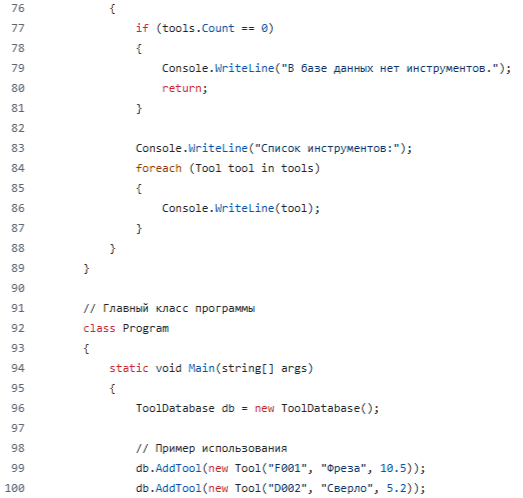 76 {
77 if (tools.Count == 0)
78 {
79 Console.WriteLine("В базе данных нет инструментов.");
80 return;
81 }
82
83 Console.WriteLine("Список инструментов:");
84 foreach (Tool tool in tools)
85 {
86 Console.WriteLine(tool);
87 }
88 }
89 }
90
91 // Главный класс программы
92 class Program
93 {
94 static void Main(string[] args)
95 {
96 ToolDatabase db = new ToolDatabase();
97
98 // Пример использования
99 db.AddTool(new Tool("F001", "Фреза", 10.5));
100 db.AddTool(new Tool("D002", "Сверло", 5.2));